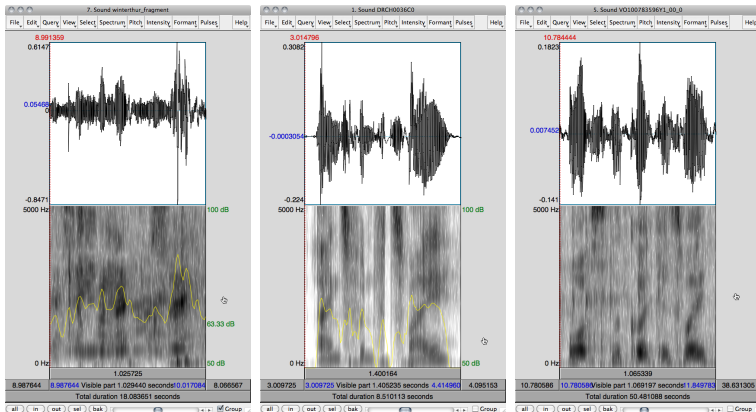 7. Sound winterthur_fragment
File Edit Query View Select Spectrum Pitch Intensity Formant Pulses Help
8.991359
0.6147
0.05468
0
-0.8471
5000 Hz
100 dB
63.33 dB
0 Hz
50 dB
1.025725
8.987644 8.987644 Visible part 1.029440 seconds 10.017084 8.066567
Total duration 18.083651 seconds
all in out sel bak Group
1. Sound DRCH0036C0
File Edit Query View Select Spectrum Pitch Intensity Formant Pulses Help
3.014796
0.3082
-0.0003054
-0.224
5000 Hz
100 dB
0 Hz
50 dB
1.400164
3.009725 3.009725 Visible part 1.405235 seconds 4.414960 4.095153
Total duration 8.510113 seconds
all in out sel bak Group
5. Sound VO100783596Y1_00_0
File Edit Query View Select Spectrum Pitch Intensity Formant Pulses Help
10.784444
0.1823
0.007452
-0.141
5000 Hz
0 Hz
1.065339
10.780586 10.780586 Visible part 1.069197 seconds 11.849783 38.631305
Total duration 50.481088 seconds
all in out sel bak Group